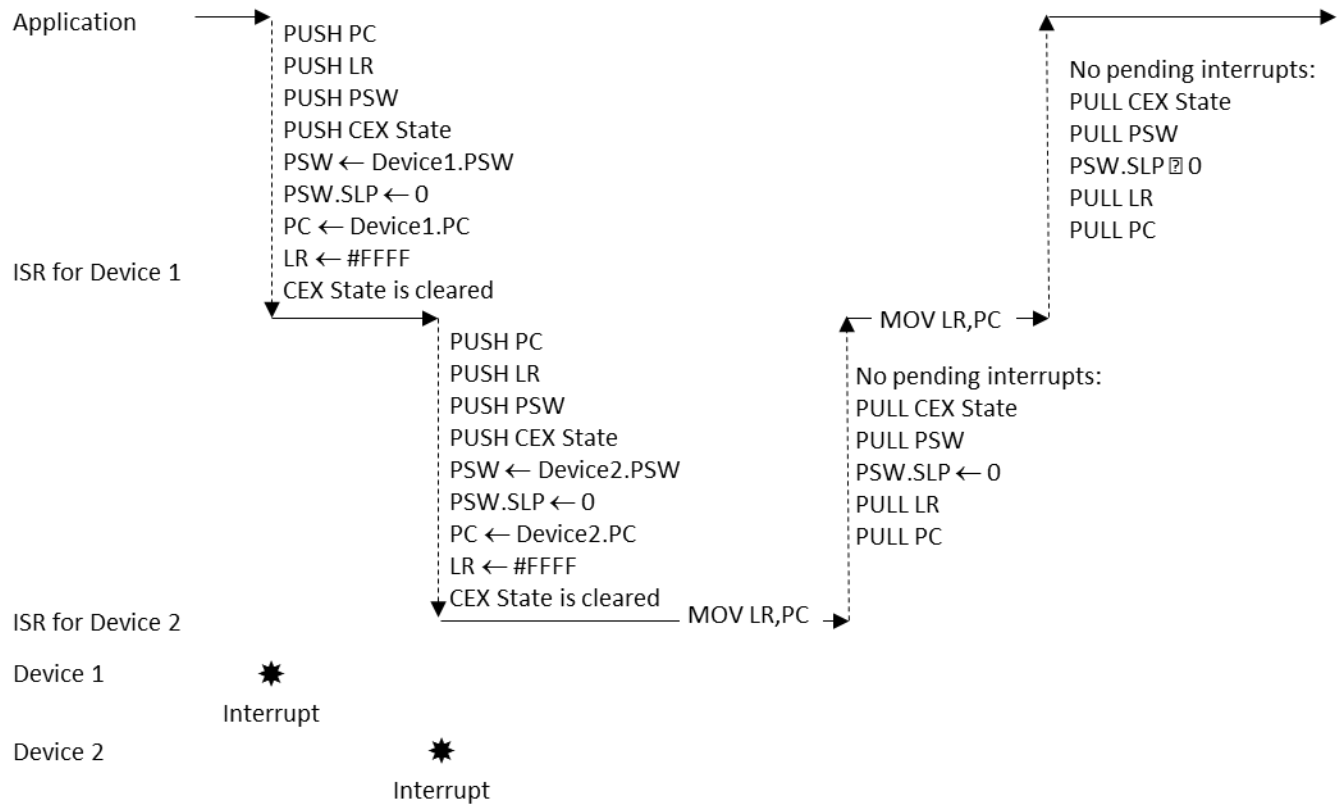 Application
PUSH PC
PUSH LR
PUSH PSW
PUSH CEX State
PSW ← Device1.PSW
PSW.SLP ← 0
PC ← Device1.PC
LR ← #FFFF
CEX State is cleared
ISR for Device 1
PUSH PC
PUSH LR
PUSH PSW
PUSH CEX State
PSW ← Device2.PSW
PSW.SLP ← 0
PC ← Device2.PC
LR ← #FFFF
CEX State is cleared
ISR for Device 2
MOV LR,PC
No pending interrupts:
PULL CEX State
PULL PSW
PSW.SLP ← 0
PULL LR
PULL PC
MOV LR,PC
No pending interrupts:
PULL CEX State
PULL PSW
PSW.SLP ⍰ 0
PULL LR
PULL PC
Device 1
Interrupt
Device 2
Interrupt